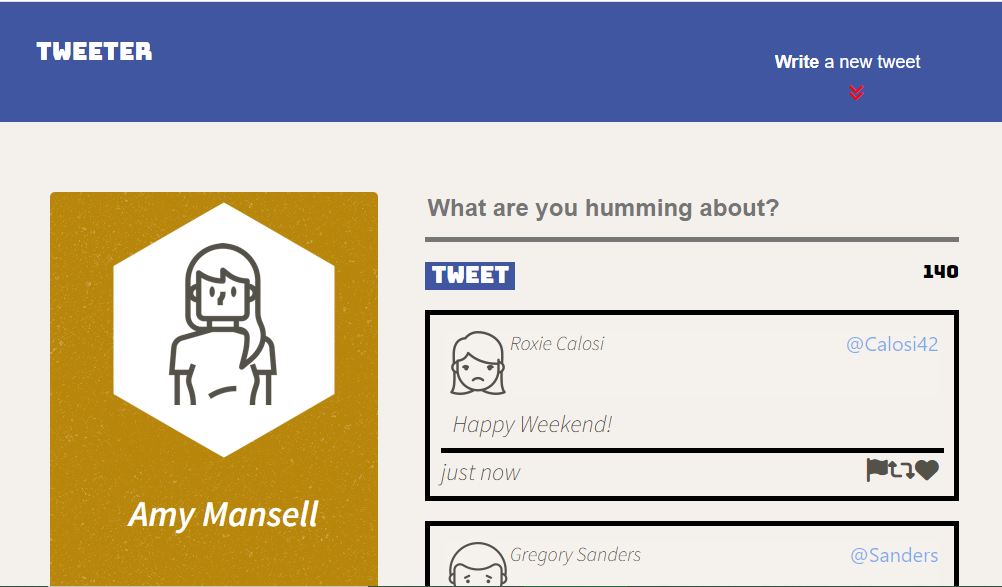 TWEETER
Write a new tweet
Amy Mansell
What are you humming about?
TWEET
140
Roxie Calosi
@Calosi42
Happy Weekend!
just now
Gregory Sanders
@Sanders